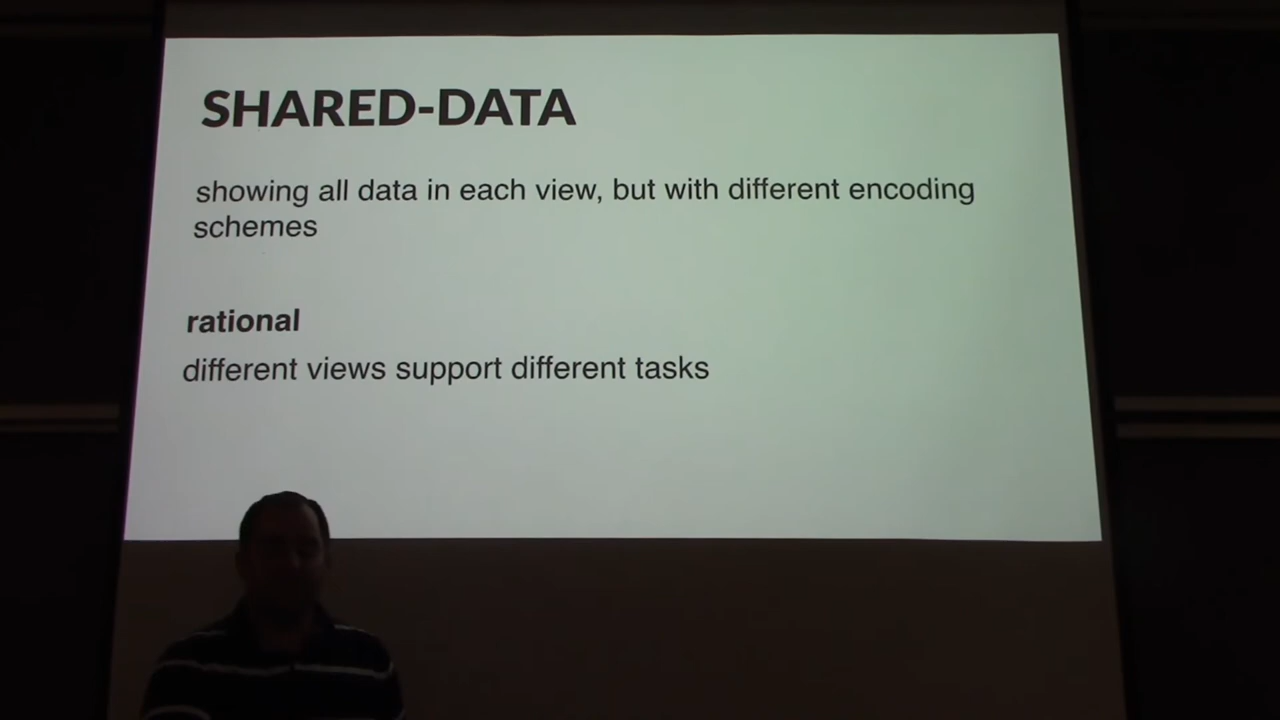 SHARED-DATA
showing all data in each view, but with different encoding
schemes
rational
different views support different tasks